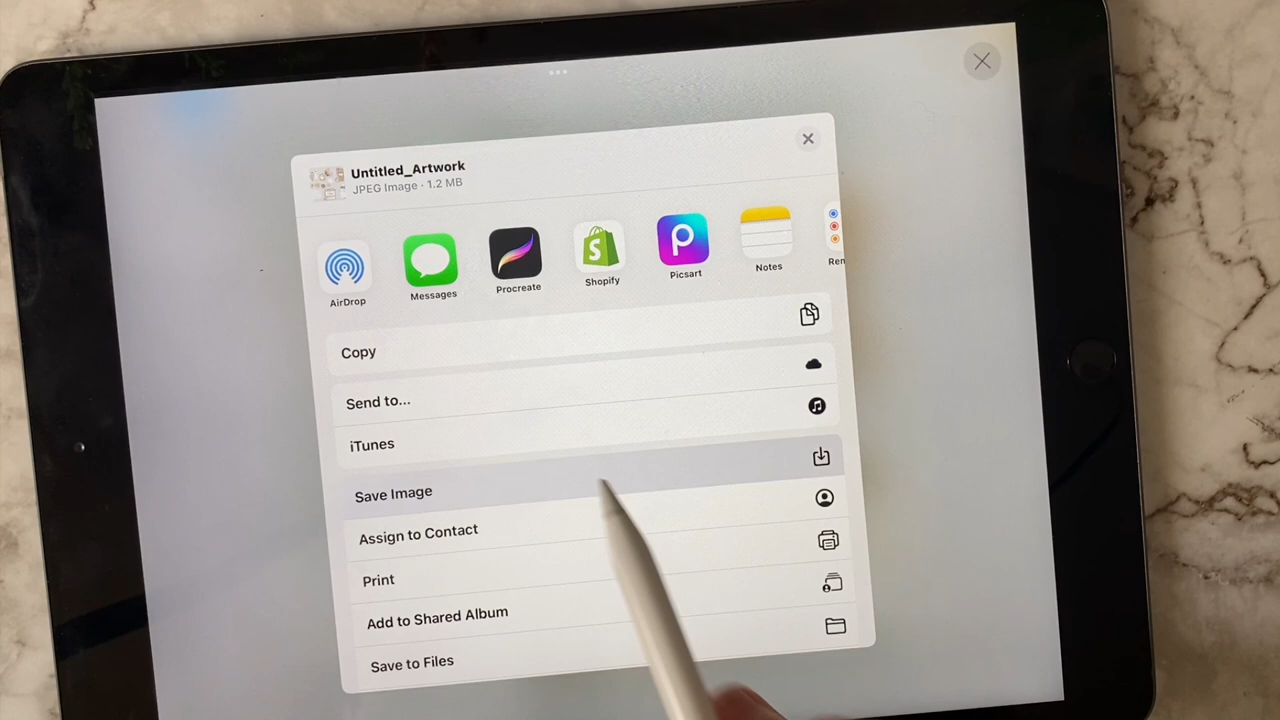 Untitled_Artwork
JPEG Image · 1.2 MB
AirDrop
Messages
Procreate
Shopify
Picsart
Notes
Rem
Copy
Send to...
iTunes
Save Image
Assign to Contact
Print
Add to Shared Album
Save to Files